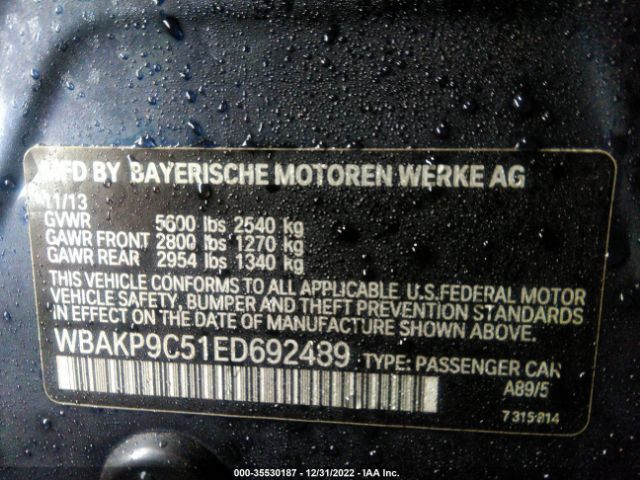 MFD BY BAYERISCHE MOTOREN WERKE AG
11/13
GVWR 5600 lbs 2540 kg
GAWR FRONT 2800 lbs 1270 kg
GAWR REAR 2954 lbs 1340 kg
THIS VEHICLE CONFORMS TO ALL APPLICABLE U.S.FEDERAL MOTOR
VEHICLE SAFETY, BUMPER AND THEFT PREVENTION STANDARDS
IN EFFECT ON THE DATE OF MANUFACTURE SHOWN ABOVE.
WBAKP9C51ED692489 TYPE: PASSENGER CAR
A89/5
7 315 814
000-35530187 - 12/31/2022 - IAA Inc.